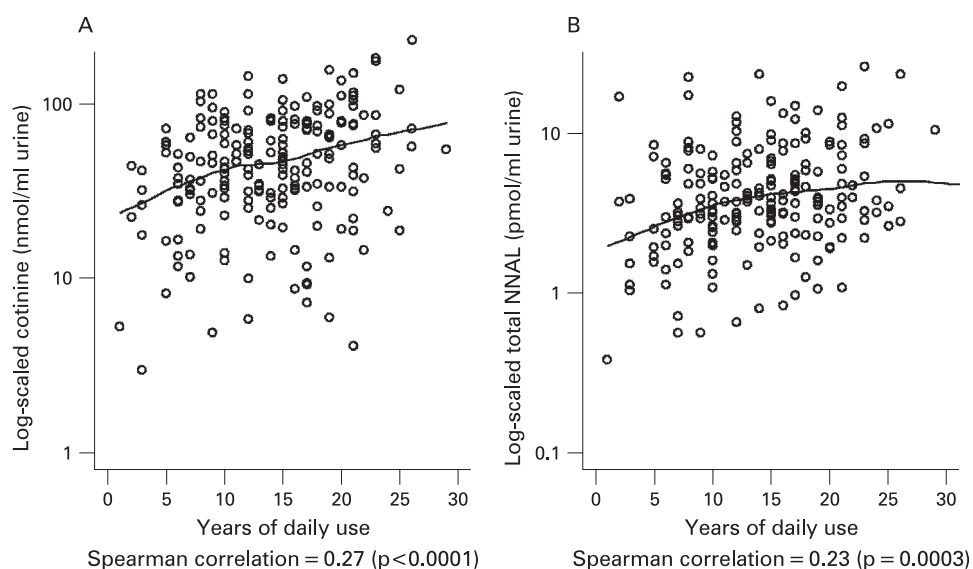 A
Log-scaled cotinine (nmol/ml urine)
100
10
1
0 5 10 15 20 25 30
Years of daily use
Spearman correlation = 0.27 (p<0.0001)
B
Log-scaled total NNAL (pmol/ml urine)
10
1
0.1
0 5 10 15 20 25 30
Years of daily use
Spearman correlation = 0.23 (p = 0.0003)